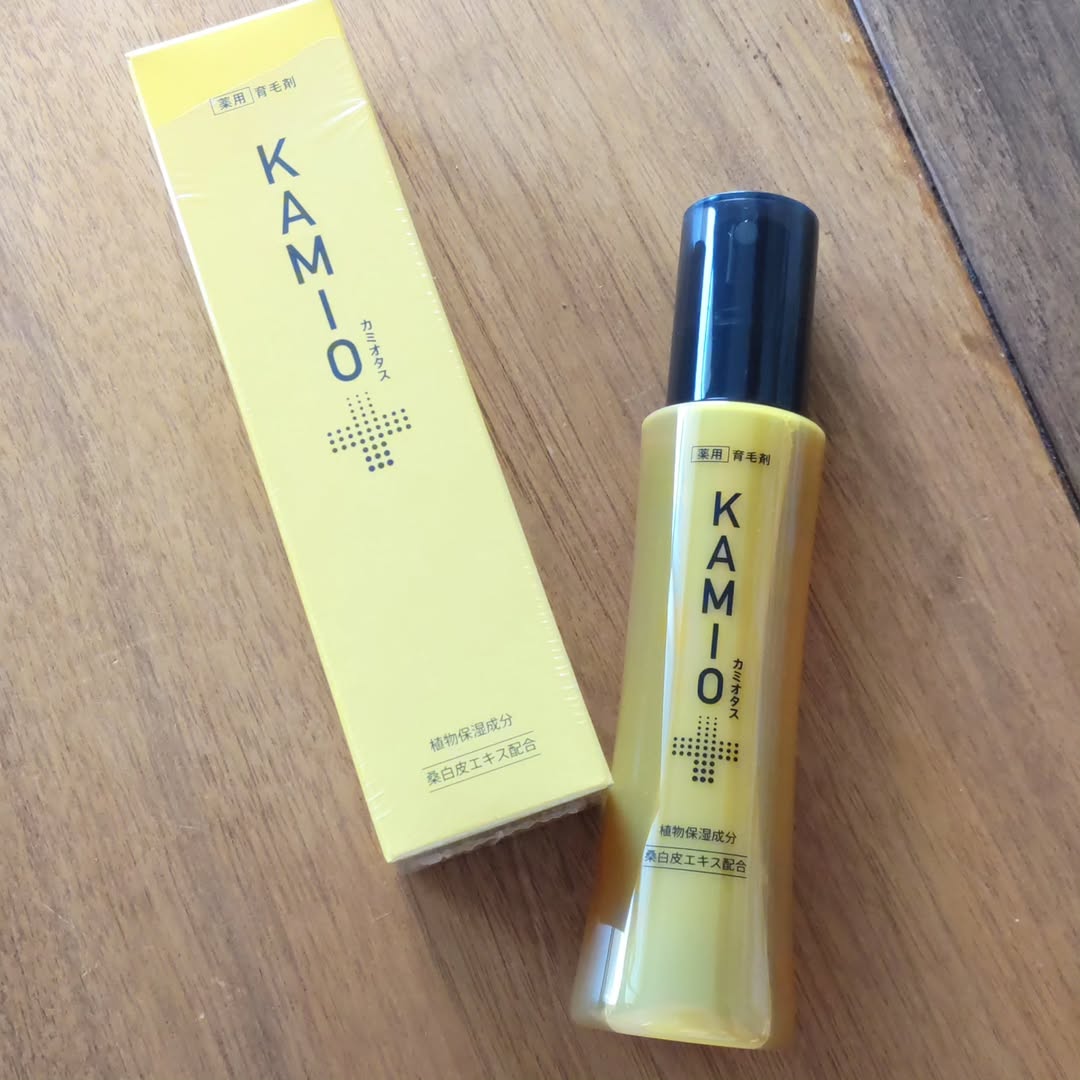 薬用 育毛剤
KAMIO
カミオタス
植物保湿成分
桑白皮エキス配合
薬用 育毛剤
KAMIO
カミオタス
植物保湿成分
桑白皮エキス配合